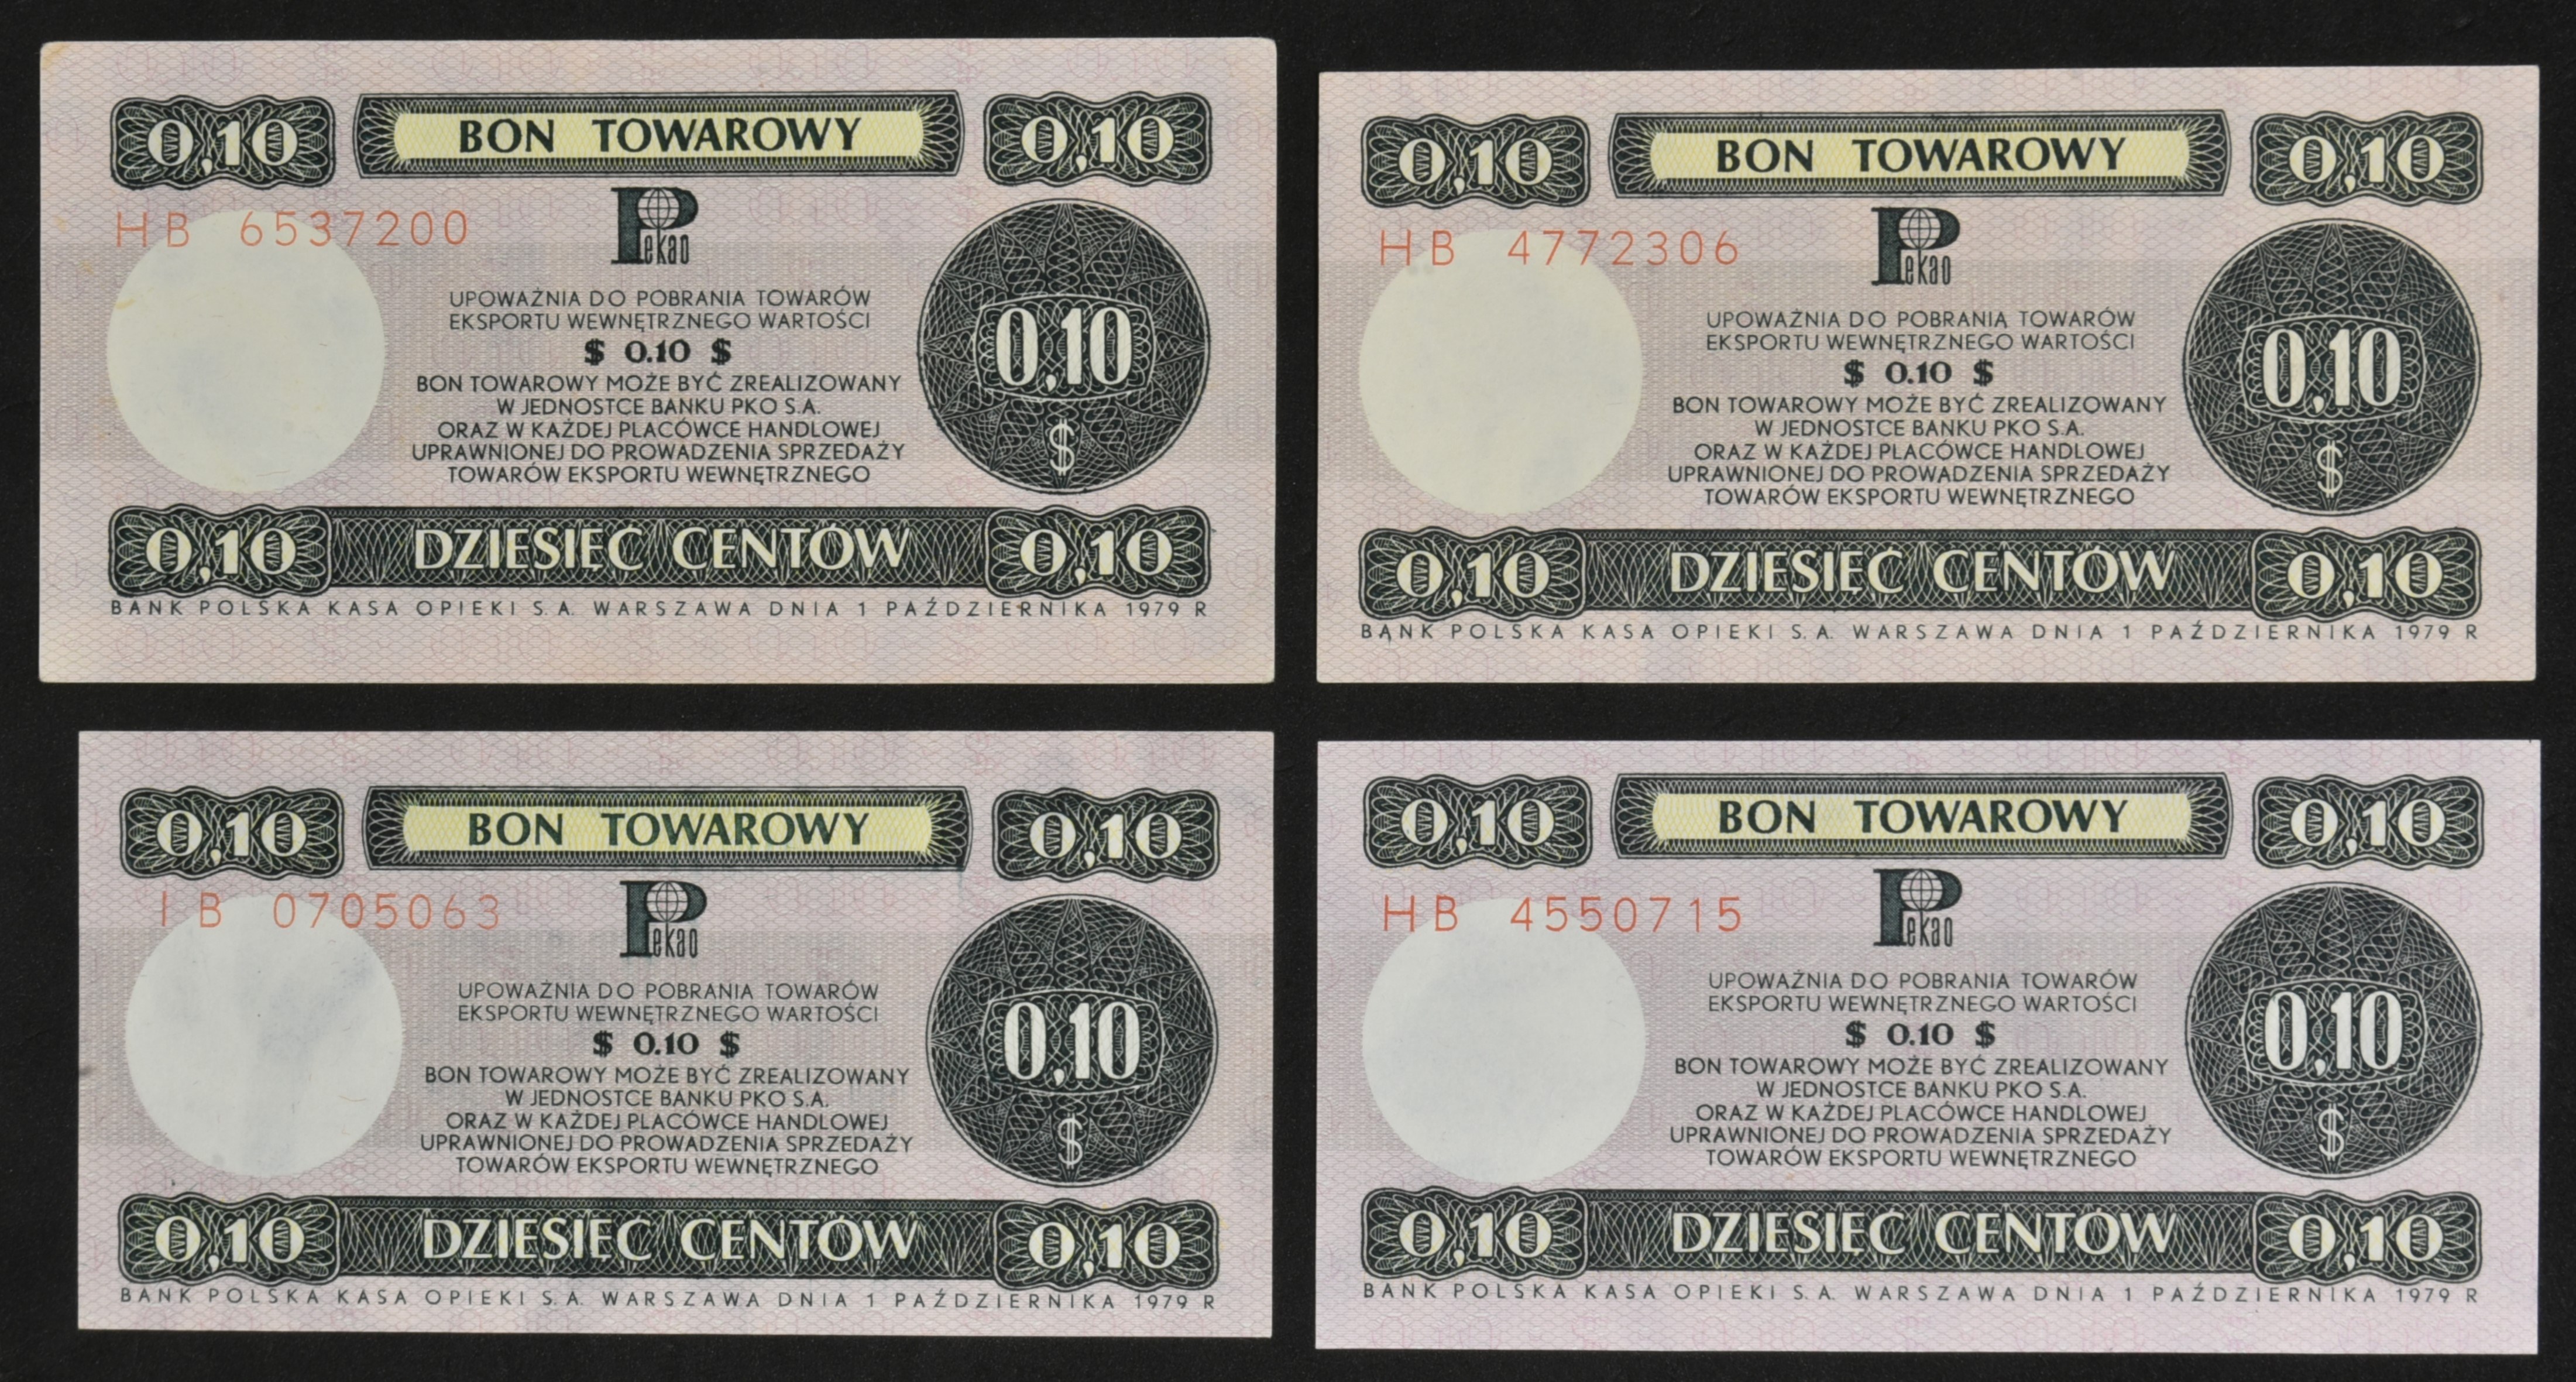 0,10 BON TOWAROWY 0,10
HB 6537200
Pekao
UPOWAŻNIA DO POBRANIA TOWARÓW
EKSPORTU WEWNĘTRZNEGO WARTOŚCI
$ 0.10 $
BON TOWAROWY MOŻE BYĆ ZREALIZOWANY
W JEDNOSTCE BANKU PKO S.A.
ORAZ W KAŻDEJ PLACÓWCE HANDLOWEJ
UPRAWNIONEJ DO PROWADZENIA SPRZEDAŻY
TOWARÓW EKSPORTU WEWNĘTRZNEGO
0,10
$
0,10 DZIESIĘĆ CENTÓW 0,10
BANK POLSKA KASA OPIEKI S.A. WARSZAWA DNIA 1 PAŹDZIERNIKA 1979 R
0,10 BON TOWAROWY 0,10
HB 4772306
Pekao
UPOWAŻNIA DO POBRANIA TOWARÓW
EKSPORTU WEWNĘTRZNEGO WARTOŚCI
$ 0.10 $
BON TOWAROWY MOŻE BYĆ ZREALIZOWANY
W JEDNOSTCE BANKU PKO S.A.
ORAZ W KAŻDEJ PLACÓWCE HANDLOWEJ
UPRAWNIONEJ DO PROWADZENIA SPRZEDAŻY
TOWARÓW EKSPORTU WEWNĘTRZNEGO
0,10
$
0,10 DZIESIĘĆ CENTÓW 0,10
BANK POLSKA KASA OPIEKI S.A. WARSZAWA DNIA 1 PAŹDZIERNIKA 1979 R
0,10 BON TOWAROWY 0,10
IB 0705063
Pekao
UPOWAŻNIA DO POBRANIA TOWARÓW
EKSPORTU WEWNĘTRZNEGO WARTOŚCI
$ 0.10 $
BON TOWAROWY MOŻE BYĆ ZREALIZOWANY
W JEDNOSTCE BANKU PKO S.A.
ORAZ W KAŻDEJ PLACÓWCE HANDLOWEJ
UPRAWNIONEJ DO PROWADZENIA SPRZEDAŻY
TOWARÓW EKSPORTU WEWNĘTRZNEGO
0,10
$
0,10 DZIESIĘĆ CENTÓW 0,10
BANK POLSKA KASA OPIEKI S.A. WARSZAWA DNIA 1 PAŹDZIERNIKA 1979 R
0,10 BON TOWAROWY 0,10
HB 4550715
Pekao
UPOWAŻNIA DO POBRANIA TOWARÓW
EKSPORTU WEWNĘTRZNEGO WARTOŚCI
$ 0.10 $
BON TOWAROWY MOŻE BYĆ ZREALIZOWANY
W JEDNOSTCE BANKU PKO S.A.
ORAZ W KAŻDEJ PLACÓWCE HANDLOWEJ
UPRAWNIONEJ DO PROWADZENIA SPRZEDAŻY
TOWARÓW EKSPORTU WEWNĘTRZNEGO
0,10
$
0,10 DZIESIĘĆ CENTÓW 0,10
BANK POLSKA KASA OPIEKI S.A. WARSZAWA DNIA 1 PAŹDZIERNIKA 1979 R